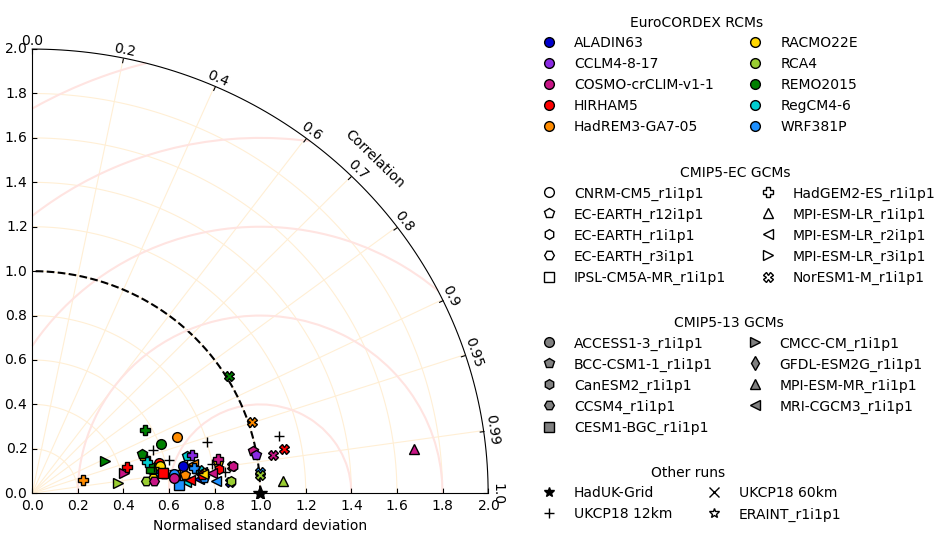 EuroCORDEX RCMs
ALADIN63 RACMO22E
CCLM4-8-17 RCA4
COSMO-crCLIM-v1-1 REMO2015
HIRHAM5 RegCM4-6
HadREM3-GA7-05 WRF381P
CMIP5-EC GCMs
CNRM-CM5_r1i1p1 HadGEM2-ES_r1i1p1
EC-EARTH_r12i1p1 MPI-ESM-LR_r1i1p1
EC-EARTH_r1i1p1 MPI-ESM-LR_r2i1p1
EC-EARTH_r3i1p1 MPI-ESM-LR_r3i1p1
IPSL-CM5A-MR_r1i1p1 NorESM1-M_r1i1p1
CMIP5-13 GCMs
ACCESS1-3_r1i1p1 CMCC-CM_r1i1p1
BCC-CSM1-1_r1i1p1 GFDL-ESM2G_r1i1p1
CanESM2_r1i1p1 MPI-ESM-MR_r1i1p1
CCSM4_r1i1p1 MRI-CGCM3_r1i1p1
CESM1-BGC_r1i1p1
Other runs
HadUK-Grid UKCP18 60km
UKCP18 12km ERAINT_r1i1p1
2.0
1.8
1.6
1.4
1.2
1.0
0.8
0.6
0.4
0.2
0.0
0.0 0.2 0.4 0.6 0.8 1.0 1.2 1.4 1.6 1.8 2.0
Normalised standard deviation
0.0
0.2
0.4
0.6
0.7
0.8
0.9
0.95
0.99
1.0
Correlation